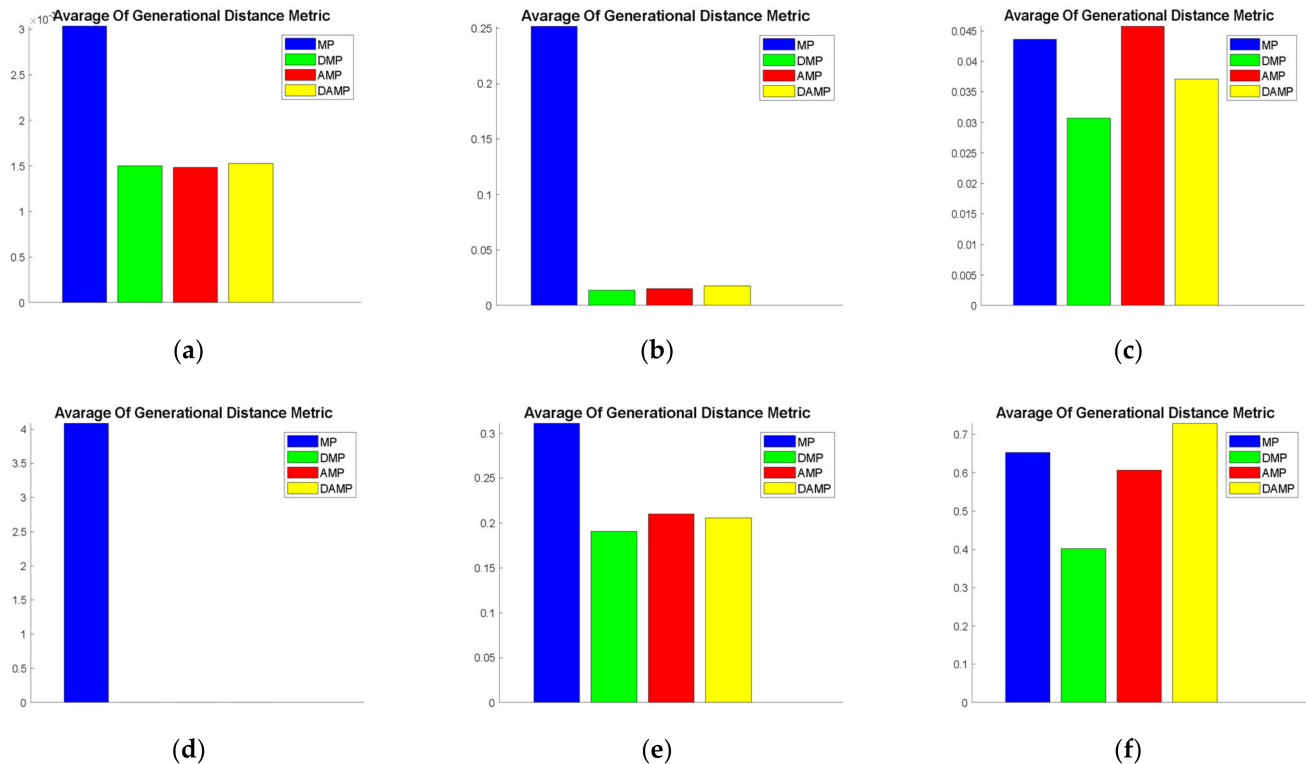 Avarage Of Generational Distance Metric
×10⁻³
3
2.5
2
1.5
1
0.5
0
MP
DMP
AMP
DAMP
(a)
Avarage Of Generational Distance Metric
0.25
0.2
0.15
0.1
0.05
0
MP
DMP
AMP
DAMP
(b)
Avarage Of Generational Distance Metric
0.045
0.04
0.035
0.03
0.025
0.02
0.015
0.01
0.005
0
MP
DMP
AMP
DAMP
(c)
Avarage Of Generational Distance Metric
4
3.5
3
2.5
2
1.5
1
0.5
0
MP
DMP
AMP
DAMP
(d)
Avarage Of Generational Distance Metric
0.3
0.25
0.2
0.15
0.1
0.05
0
MP
DMP
AMP
DAMP
(e)
Avarage Of Generational Distance Metric
0.7
0.6
0.5
0.4
0.3
0.2
0.1
0
MP
DMP
AMP
DAMP
(f)